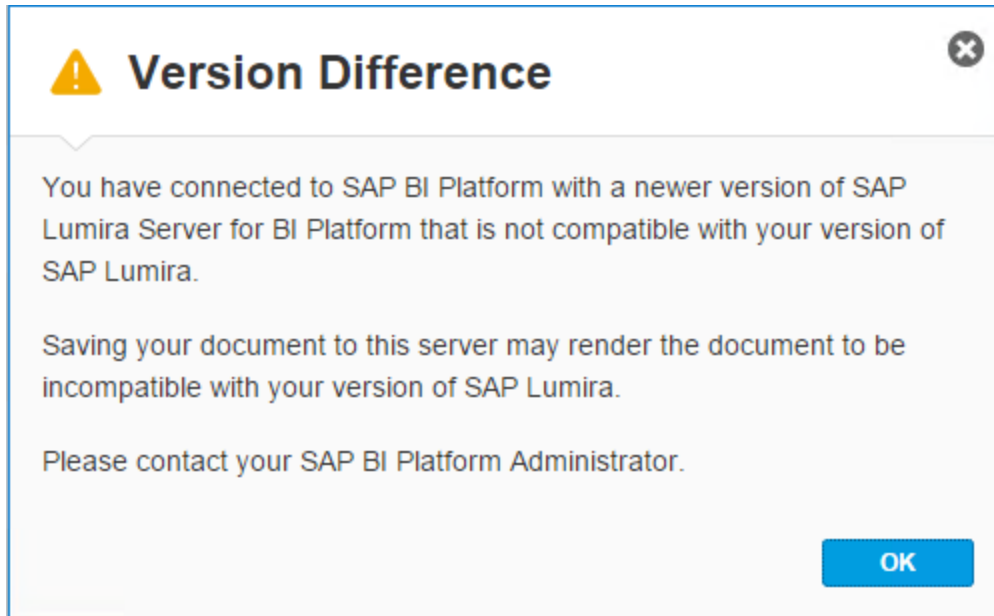 Version Difference
You have connected to SAP BI Platform with a newer version of SAP
Lumira Server for BI Platform that is not compatible with your version of
SAP Lumira.
Saving your document to this server may render the document to be
incompatible with your version of SAP Lumira.
Please contact your SAP BI Platform Administrator.
OK